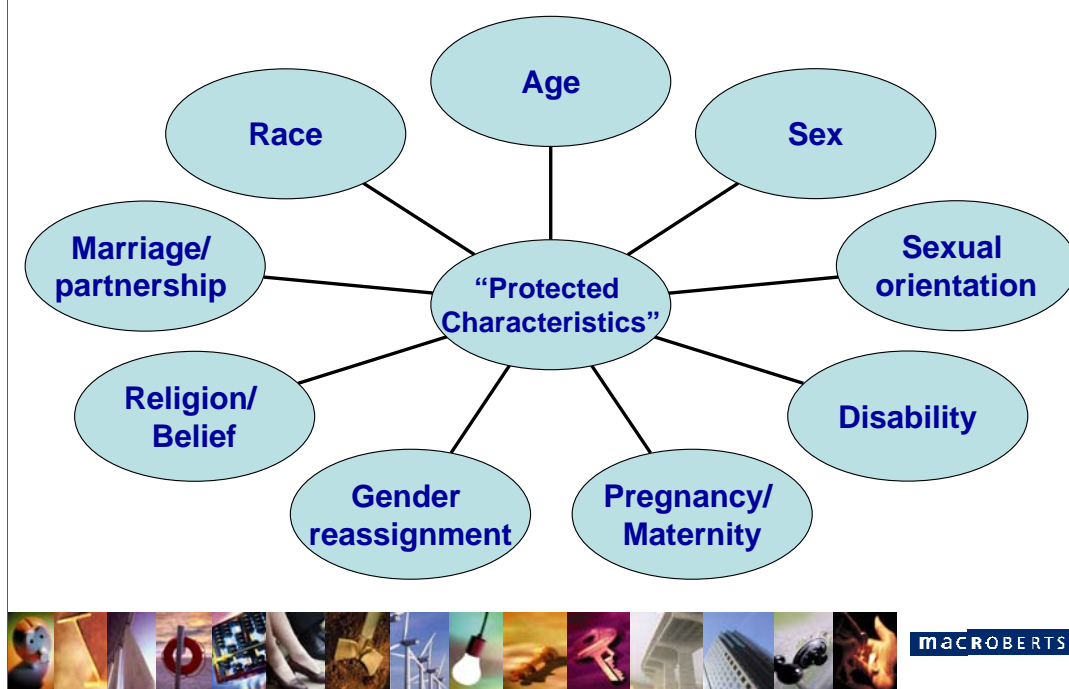 Age
Race
Sex
Marriage/
partnership
Sexual
orientation
“Protected
Characteristics”
Religion/
Belief
Disability
Gender
reassignment
Pregnancy/
Maternity
macROBERTS